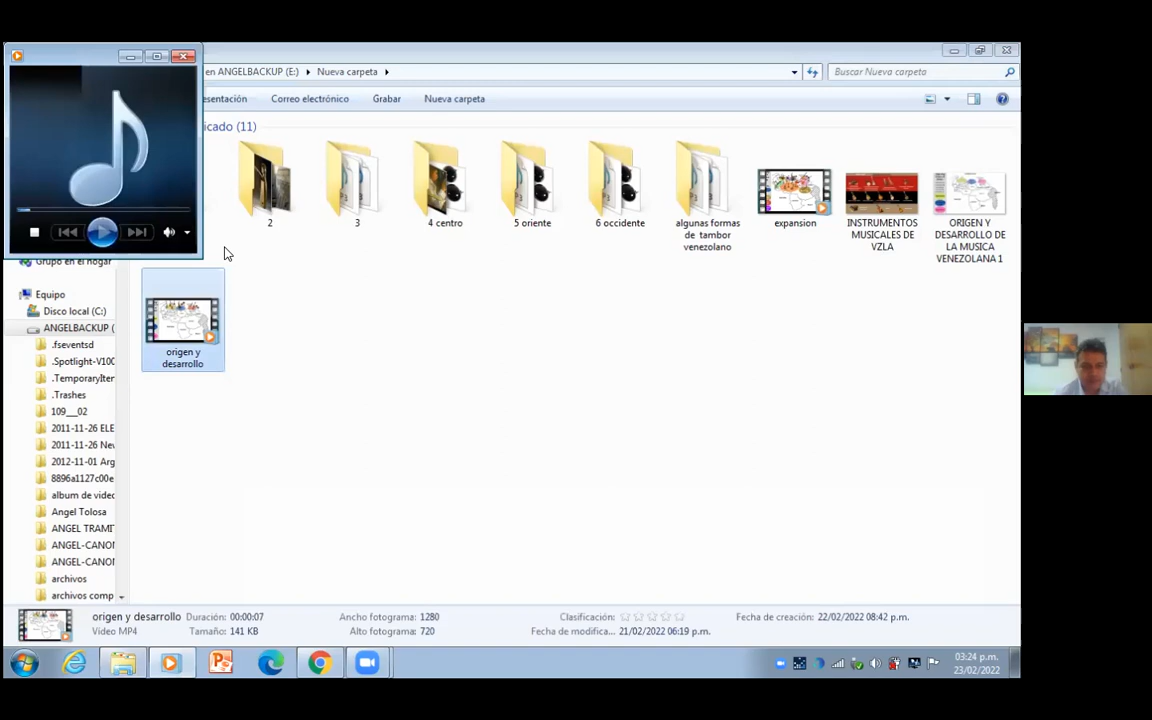 en ANGELBACKUP (E:) ▸ Nueva carpeta ▸
Buscar Nueva carpeta
esentación Correo electrónico Grabar Nueva carpeta
icado (11)
2
3
4 centro
5 oriente
6 occidente
algunas formas
de tambor
venezolano
expansion
INSTRUMENTOS
MUSICALES DE
VZLA
ORIGEN Y
DESARROLLO DE
LA MUSICA
VENEZOLANA 1
origen y
desarrollo
Grupo en el hogar
Equipo
Disco local (C:)
ANGELBACKUP (
.fseventsd
.Spotlight-V100
.TemporaryIter
.Trashes
109___02
2011-11-26 ELE
2011-11-26 Nev
2012-11-01 Arg
8896a1127c00e
album de video
Angel Tolosa
ANGEL TRAMI
ANGEL-CANON
ANGEL-CANON
archivos
archivos comp
origen y desarrollo Duración: 00:00:07 Ancho fotograma: 1280 Clasificación: Fecha de creación: 22/02/2022 08:42 p.m.
Video MP4 Tamaño: 141 KB Alto fotograma: 720 Fecha de modifica... 21/02/2022 06:19 p.m.
03:24 p.m.
23/02/2022